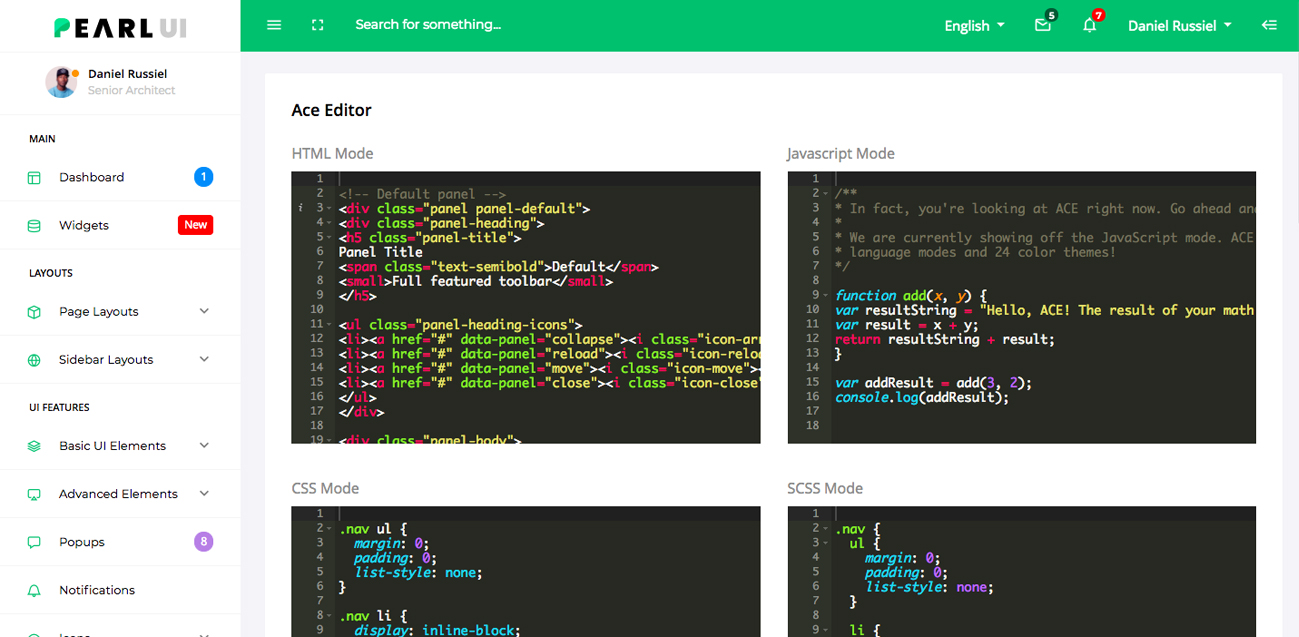 PEARL UI
English
5
7
Daniel Russiel
Search for something...
Daniel Russiel
Senior Architect
MAIN
Dashboard
1
Widgets
New
LAYOUTS
Page Layouts
Sidebar Layouts
UI FEATURES
Basic UI Elements
Advanced Elements
Popups
8
Notifications
Ace Editor
HTML Mode
1
2 <!-- Default panel -->
i 3 <div class="panel panel-default">
4 <div class="panel-heading">
5 <h5 class="panel-title">
6 Panel Title
7 <span class="text-semibold">Default</span>
8 <small>Full featured toolbar</small>
9 </h5>
10
11 <ul class="panel-heading-icons">
12 <li><a href="#" data-panel="collapse"><i class="icon-arr
13 <li><a href="#" data-panel="reload"><i class="icon-reloa
14 <li><a href="#" data-panel="move"><i class="icon-move"><
15 <li><a href="#" data-panel="close"><i class="icon-close"
16 </ul>
17 </div>
18
19 <div class="panel-body">
Javascript Mode
1
2 /**
3 * In fact, you're looking at ACE right now. Go ahead and
4 *
5 * We are currently showing off the JavaScript mode. ACE
6 * language modes and 24 color themes!
7 */
8
9 function add(x, y) {
10 var resultString = "Hello, ACE! The result of your math
11 var result = x + y;
12 return resultString + result;
13 }
14
15 var addResult = add(3, 2);
16 console.log(addResult);
17
18
CSS Mode
1
2 .nav ul {
3 margin: 0;
4 padding: 0;
5 list-style: none;
6 }
7
8 .nav li {
9 display: inline-block;
SCSS Mode
1
2 .nav {
3 ul {
4 margin: 0;
5 padding: 0;
6 list-style: none;
7 }
8
9 li {